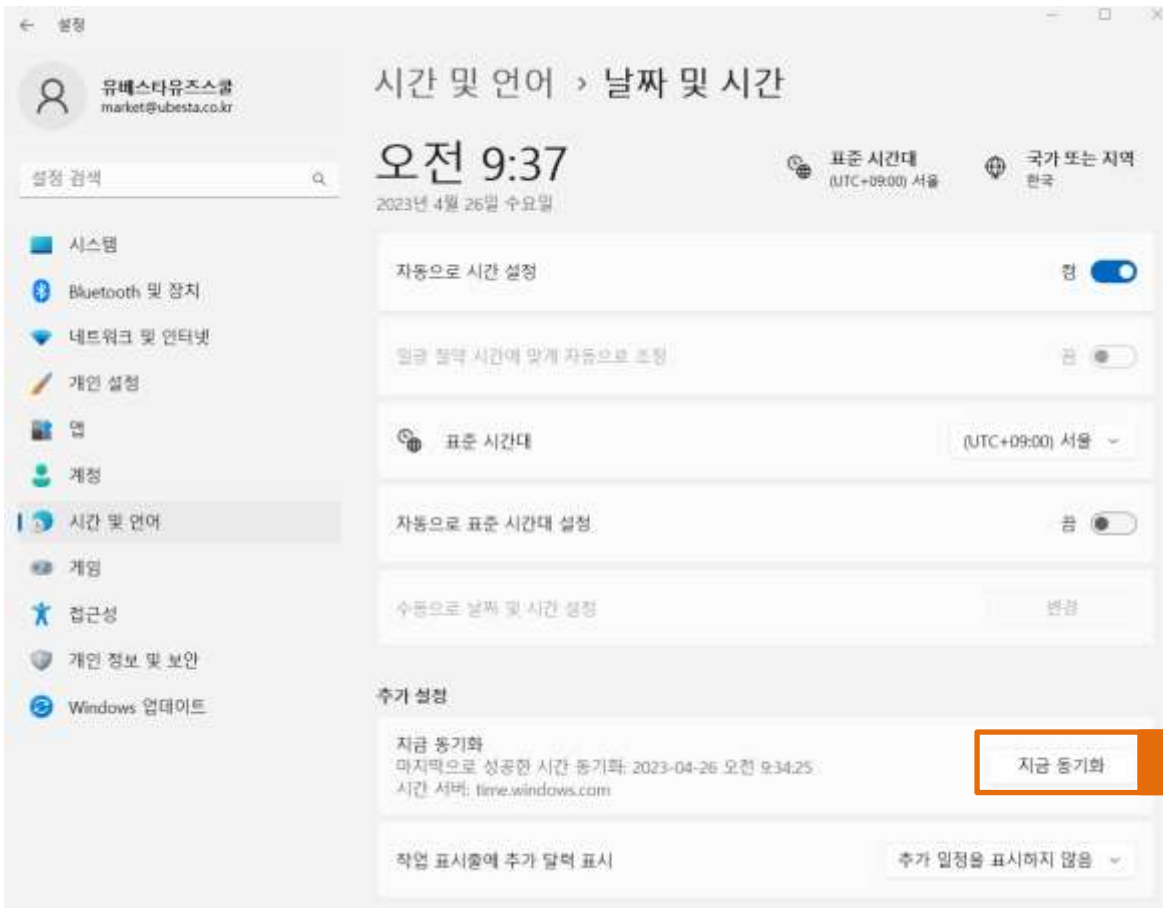 설정
유베스타유즈스쿨
market@ubesta.co.kr
설정 검색
시스템
Bluetooth 및 장치
네트워크 및 인터넷
개인 설정
앱
계정
시간 및 언어
게임
접근성
개인 정보 및 보안
Windows 업데이트
시간 및 언어 › 날짜 및 시간
오전 9:37
2023년 4월 26일 수요일
표준 시간대
(UTC+09:00) 서울
국가 또는 지역
한국
자동으로 시간 설정 켬
일광 절약 시간에 맞게 자동으로 조정 끔
표준 시간대 (UTC+09:00) 서울
자동으로 표준 시간대 설정 끔
수동으로 날짜 및 시간 설정 변경
추가 설정
지금 동기화
마지막으로 성공한 시간 동기화: 2023-04-26 오전 9:34:25
시간 서버: time.windows.com
지금 동기화
작업 표시줄에 추가 달력 표시 추가 일정을 표시하지 않음